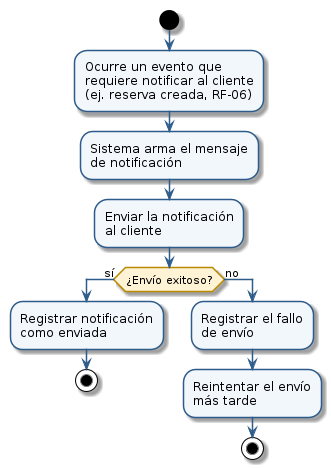 Ocurre un evento que
requiere notificar al cliente
(ej. reserva creada, RF-06)
Sistema arma el mensaje
de notificación
Enviar la notificación
al cliente
¿Envío exitoso?
sí
no
Registrar notificación
como enviada
Registrar el fallo
de envío
Reintentar el envío
más tarde